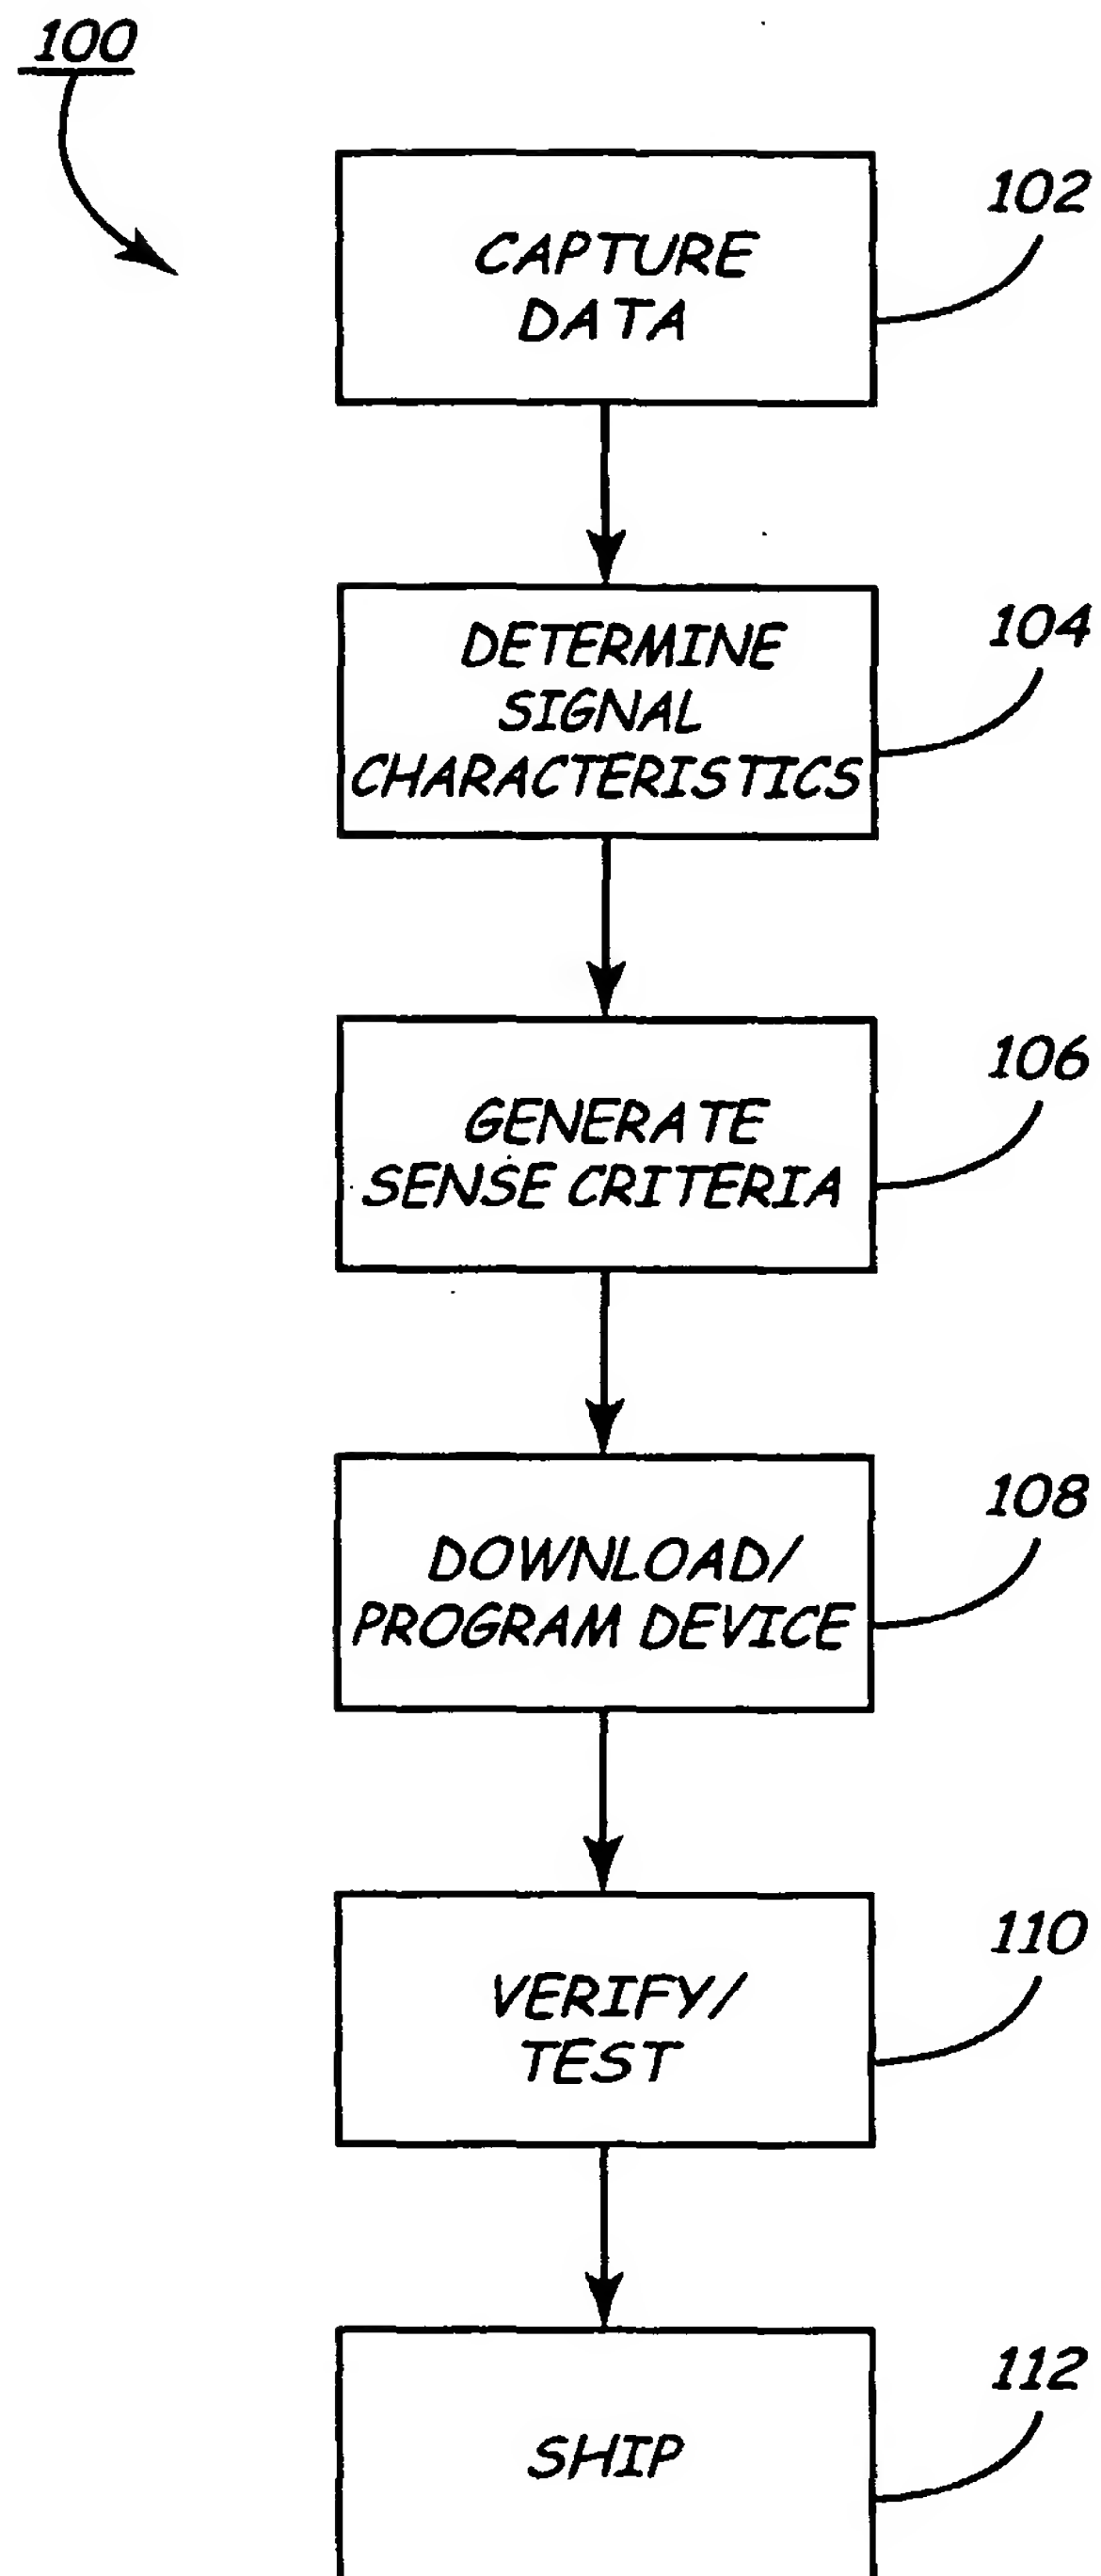 100
102
CAPTURE
DATA
104
DETERMINE
SIGNAL
CHARACTERISTICS
106
GENERATE
SENSE CRITERIA
108
DOWNLOAD/
PROGRAM DEVICE
110
VERIFY/
TEST
112
SHIP